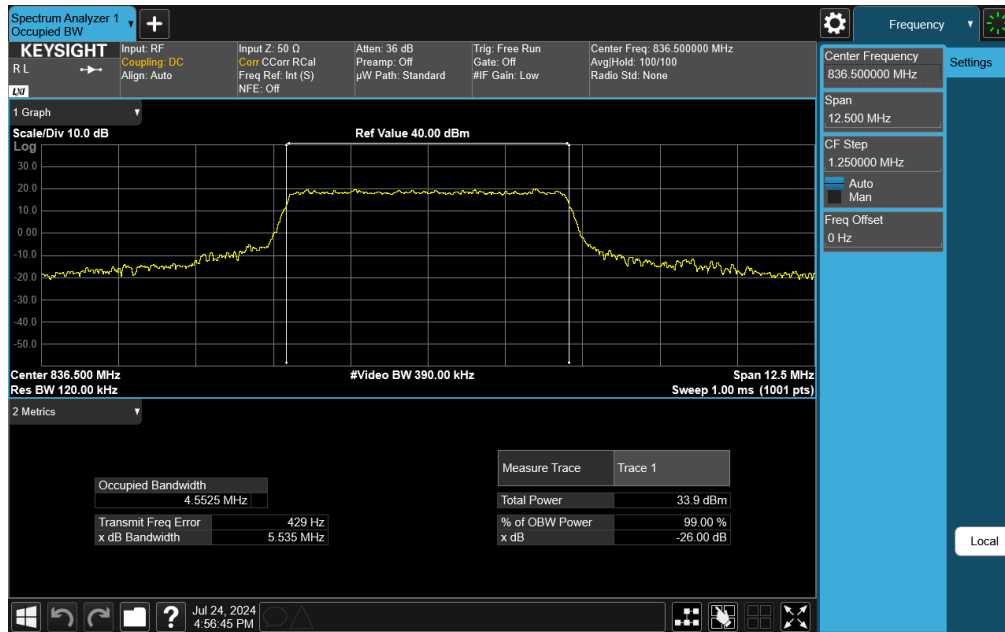 Spectrum Analyzer 1
Occupied BW
+
Frequency
KEYSIGHT
R L
LXI
Input: RF
Coupling: DC
Align: Auto
Input Z: 50 Ω
Corr CCorr RCal
Freq Ref: Int (S)
NFE: Off
Atten: 36 dB
Preamp: Off
µW Path: Standard
Trig: Free Run
Gate: Off
#IF Gain: Low
Center Freq: 836.500000 MHz
Avg|Hold: 100/100
Radio Std: None
Center Frequency
836.500000 MHz
Settings
Span
12.500 MHz
CF Step
1.250000 MHz
Auto
Man
Freq Offset
0 Hz
Local
1 Graph
Scale/Div 10.0 dB
Ref Value 40.00 dBm
Log
30.0
20.0
10.0
0.00
-10.0
-20.0
-30.0
-40.0
-50.0
Center 836.500 MHz
#Video BW 390.00 kHz
Span 12.5 MHz
Res BW 120.00 kHz
Sweep 1.00 ms (1001 pts)
2 Metrics
Measure Trace
Trace 1
Occupied Bandwidth
4.5525 MHz
Total Power
33.9 dBm
Transmit Freq Error
429 Hz
% of OBW Power
99.00 %
x dB Bandwidth
5.535 MHz
x dB
-26.00 dB
?
Jul 24, 2024
4:56:45 PM